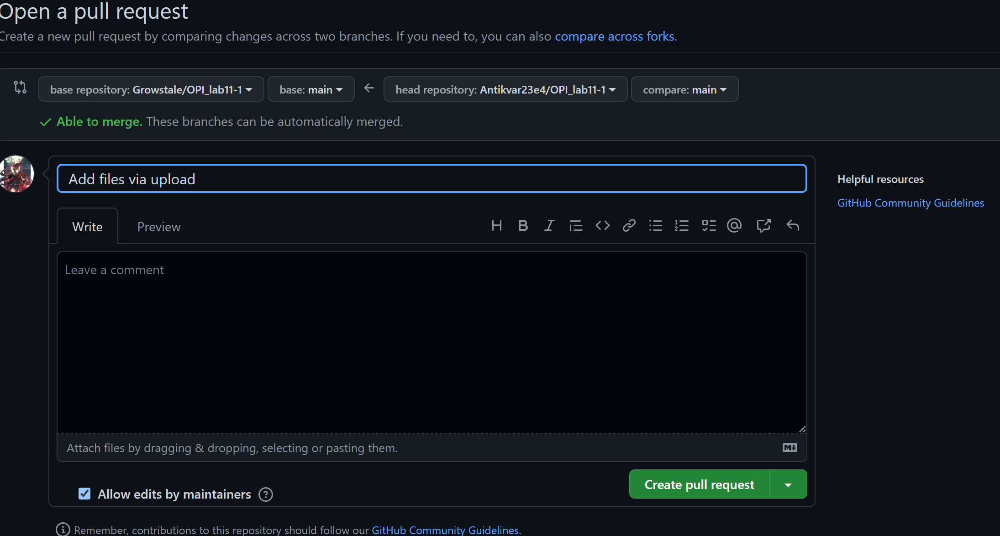 Open a pull request
Create a new pull request by comparing changes across two branches. If you need to, you can also compare across forks.
base repository: Growstale/OPI_lab11-1 base: main head repository: Antikvar23e4/OPI_lab11-1 compare: main
Able to merge. These branches can be automatically merged.
Add files via upload
Helpful resources
GitHub Community Guidelines
Write Preview
Leave a comment
Attach files by dragging & dropping, selecting or pasting them.
Allow edits by maintainers
Create pull request
Remember, contributions to this repository should follow our GitHub Community Guidelines.